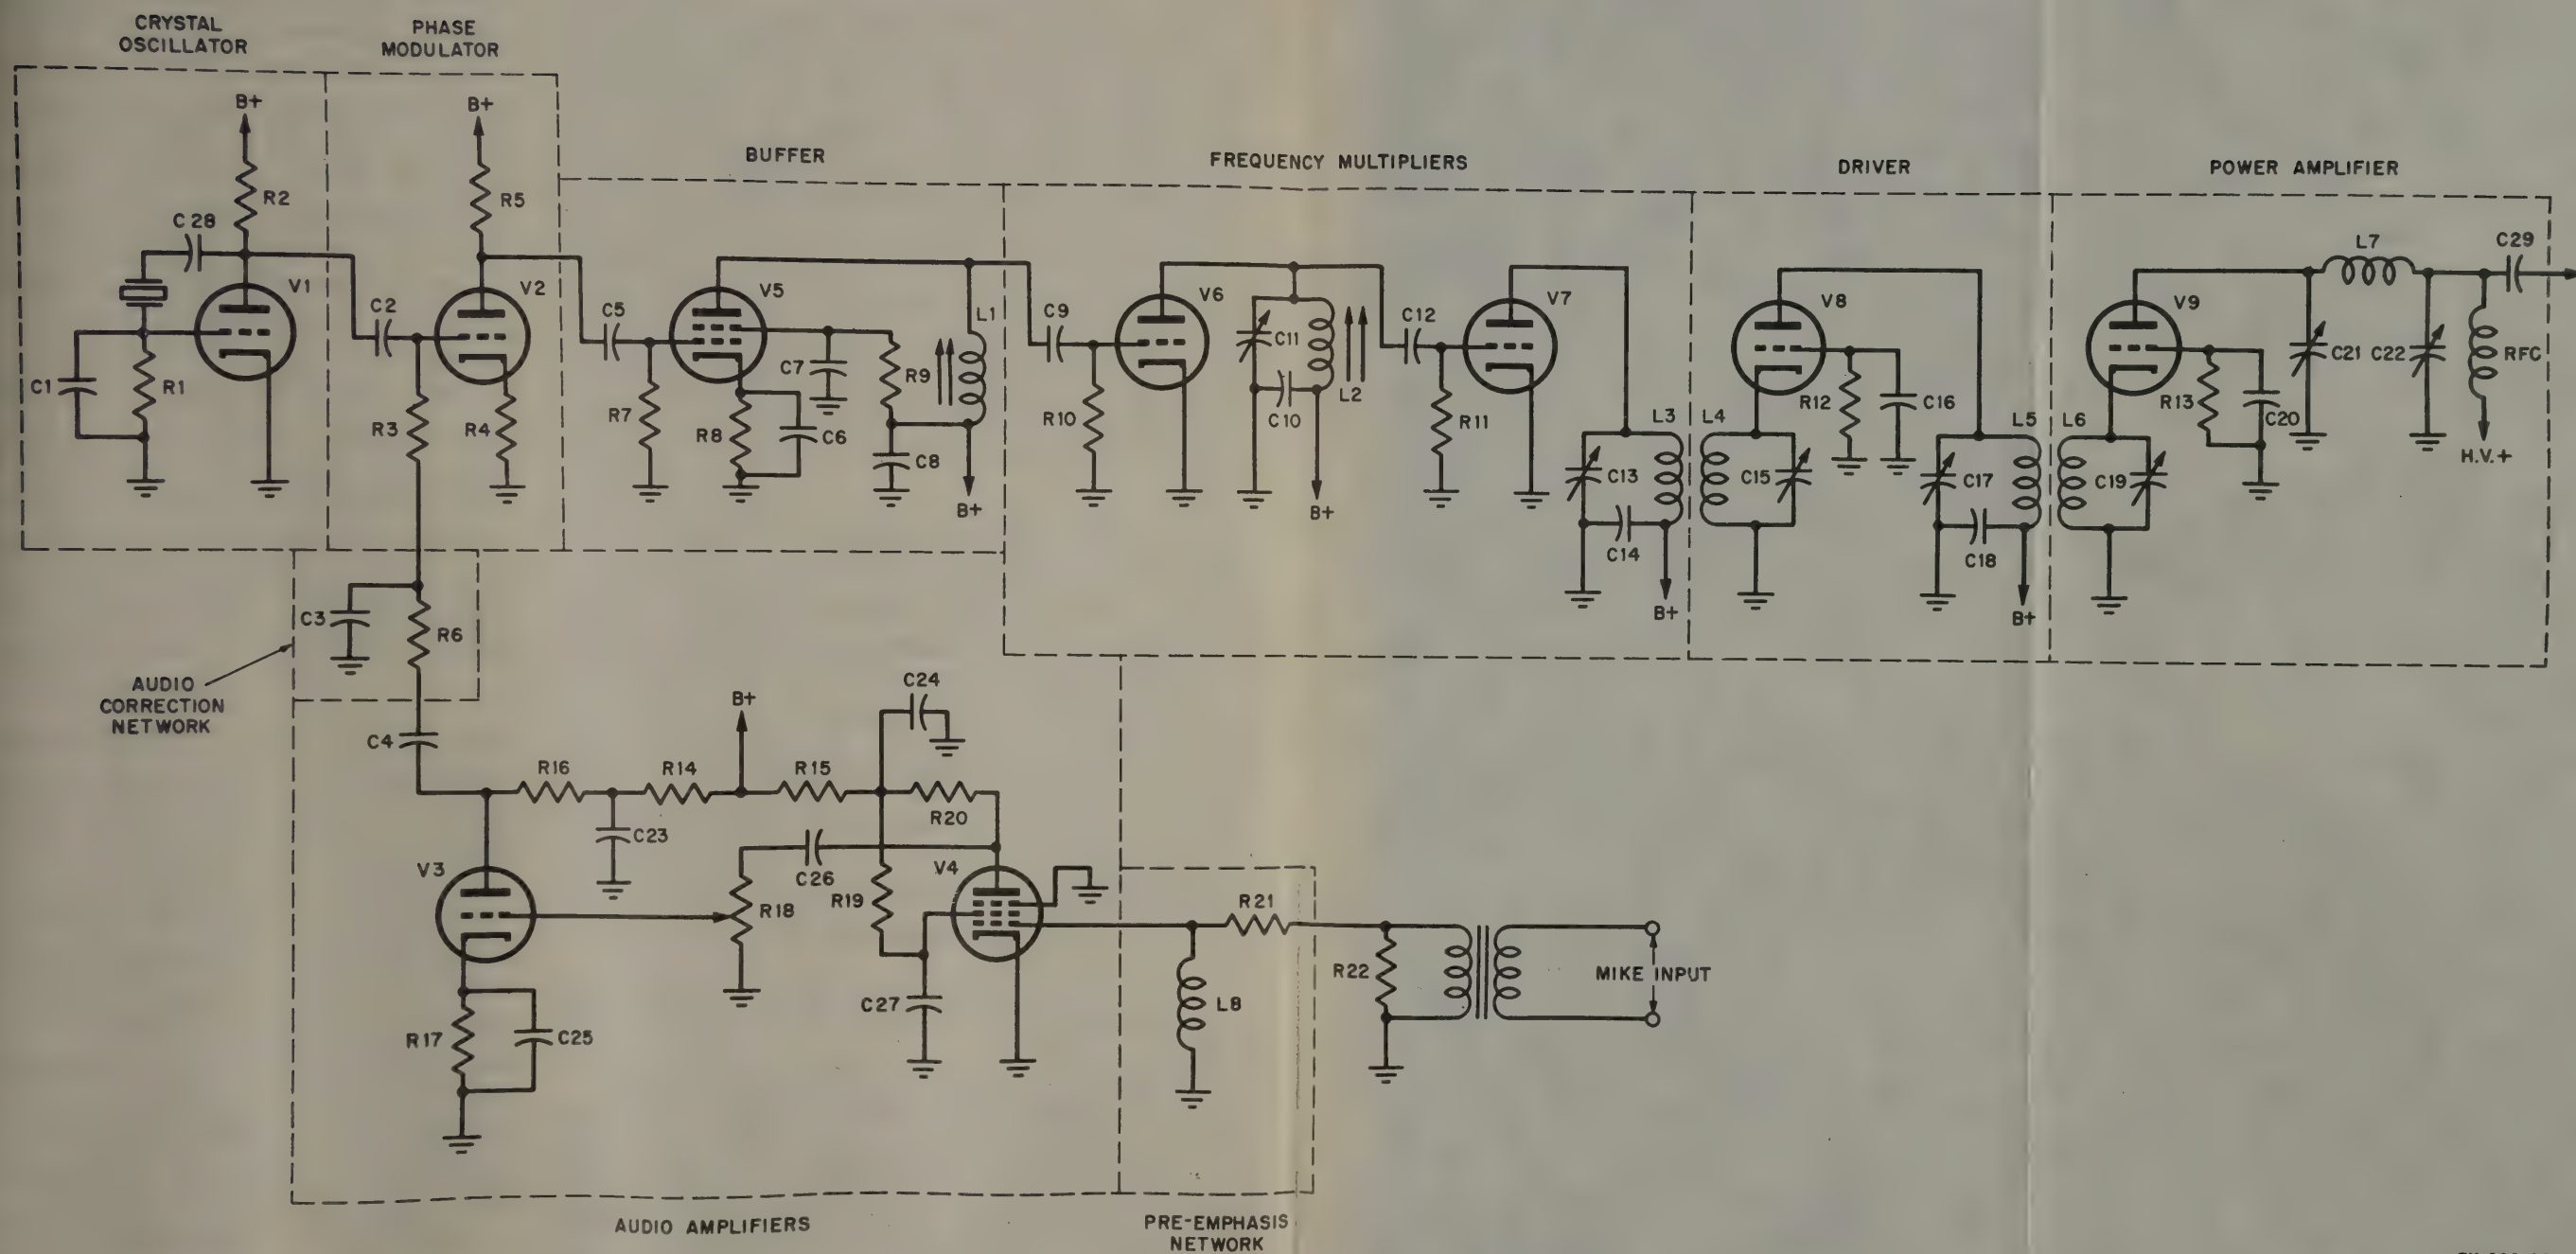 CRYSTAL
OSCILLATOR
PHASE
MODULATOR
BUFFER
FREQUENCY MULTIPLIERS
DRIVER
POWER AMPLIFIER
B+
R2
C 28
V1
C1
R1
B+
R5
C2
V2
R3
R4
C5
V5
R7
R8
C6
C7
R9
L1
C8
B+
C9
V6
R10
C11
C10
L2
B+
C12
V7
R11
L3
C13
C14
B+
L4
C15
V8
R12
C16
L5
C17
C18
B+
L6
C19
V9
R13
C20
C21
L7
C22
C29
RFC
H.V.+
C3
R6
AUDIO
CORRECTION
NETWORK
C4
R16
R14
B+
R15
C24
R20
C23
V3
C26
R18
R19
V4
C27
R17
C25
R21
L8
R22
MIKE INPUT
AUDIO AMPLIFIERS
PRE-EMPHASIS
NETWORK